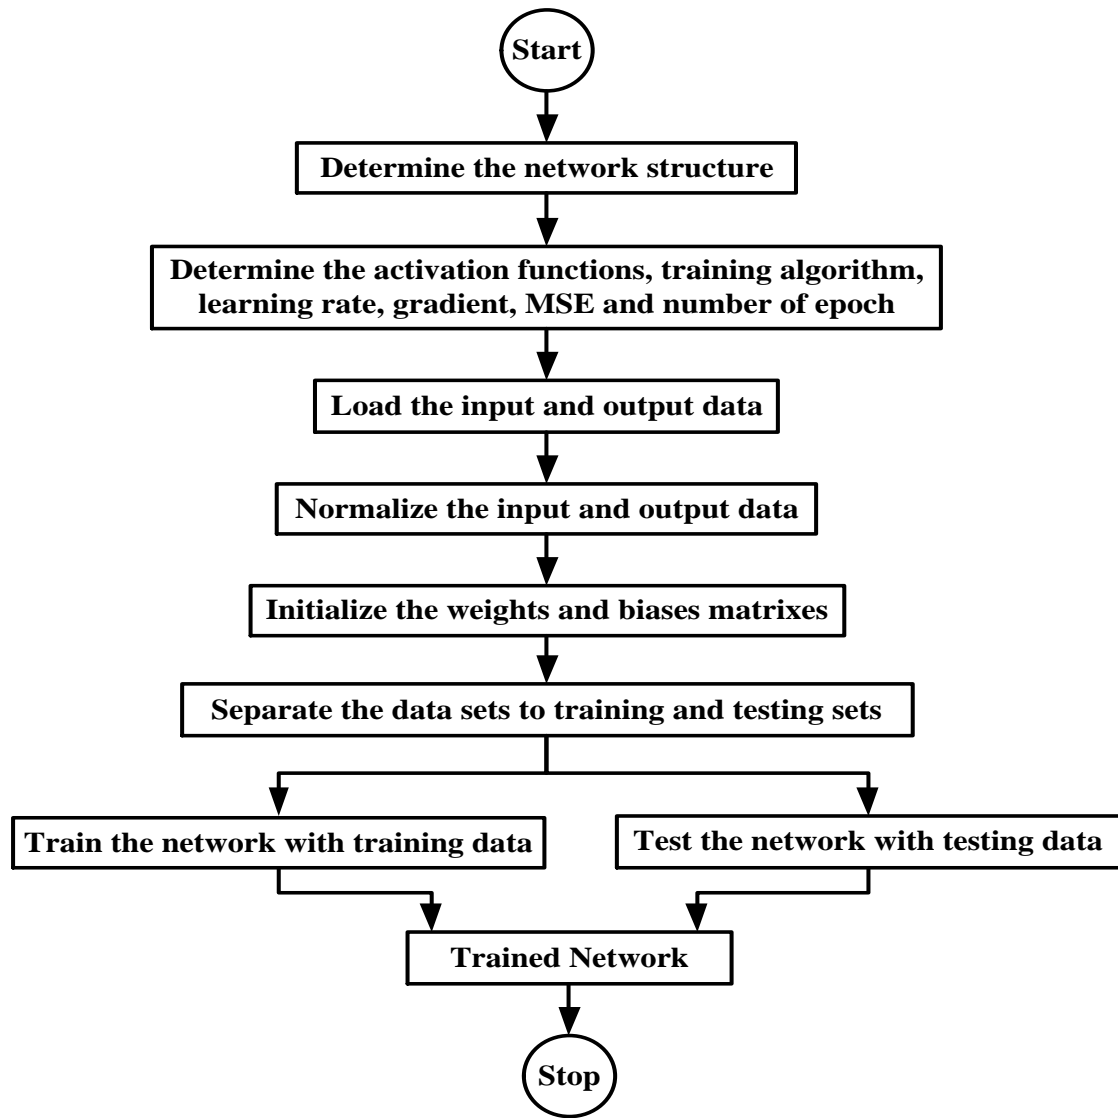 Start
Determine the network structure
Determine the activation functions, training algorithm,
learning rate, gradient, MSE and number of epoch
Load the input and output data
Normalize the input and output data
Initialize the weights and biases matrixes
Separate the data sets to training and testing sets
Train the network with training data
Test the network with testing data
Trained Network
Stop